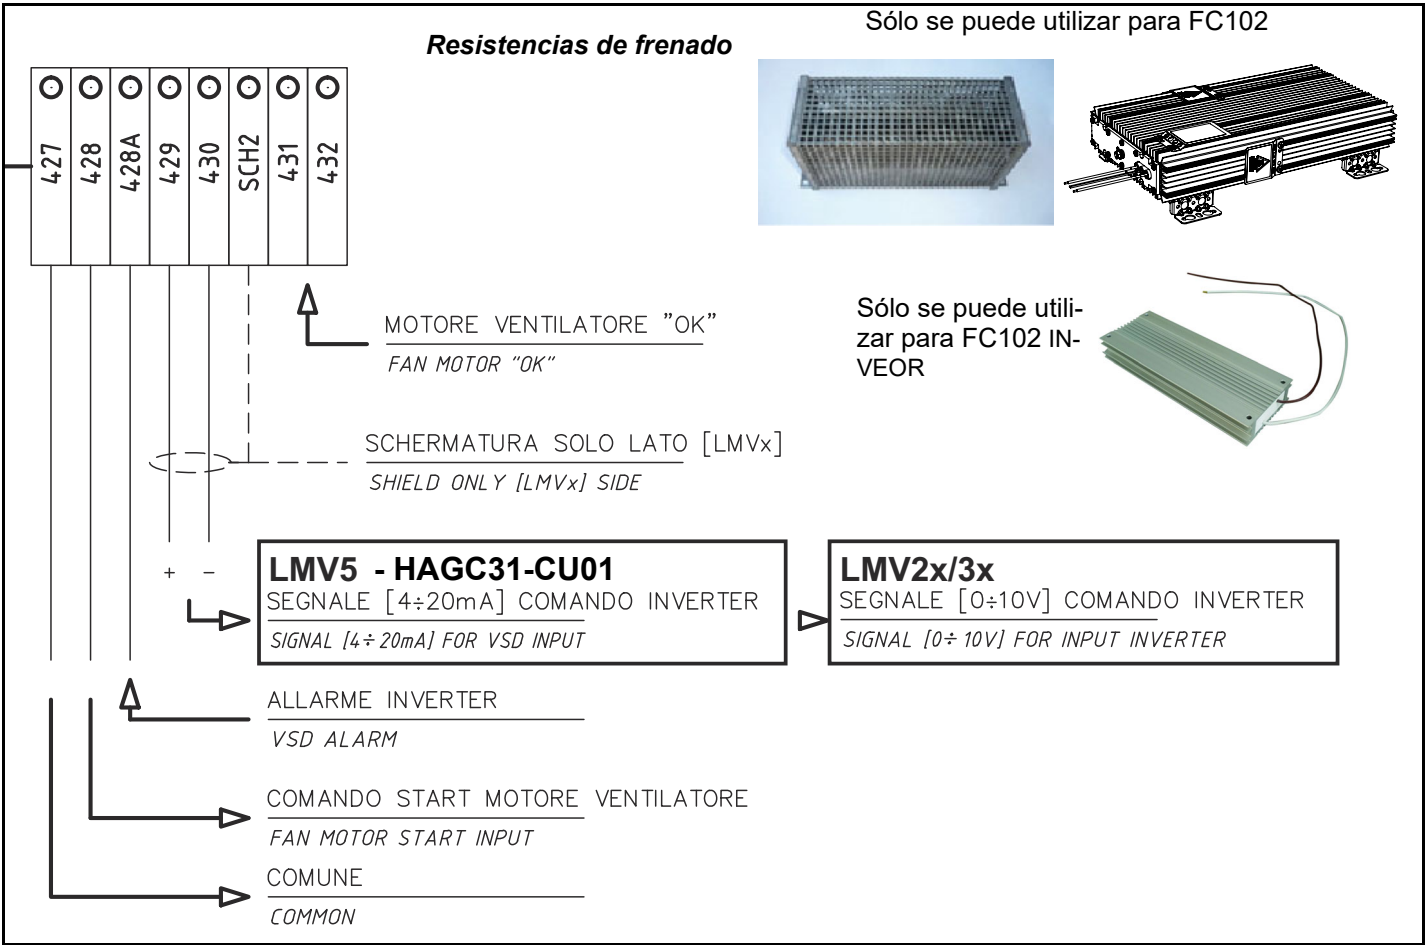 Sólo se puede utilizar para FC102
Resistencias de frenado
427
428
428A
429
430
SCH2
431
432
Sólo se puede utili-
zar para FC102 IN-
VEOR
MOTORE VENTILATORE "OK"
FAN MOTOR "OK"
SCHERMATURA SOLO LATO [LMVx]
SHIELD ONLY [LMVx] SIDE
+ −
LMV5 - HAGC31-CU01
SEGNALE [4÷20mA] COMANDO INVERTER
SIGNAL [4÷20mA] FOR VSD INPUT
LMV2x/3x
SEGNALE [0÷10V] COMANDO INVERTER
SIGNAL [0÷10V] FOR INPUT INVERTER
ALLARME INVERTER
VSD ALARM
COMANDO START MOTORE VENTILATORE
FAN MOTOR START INPUT
COMUNE
COMMON